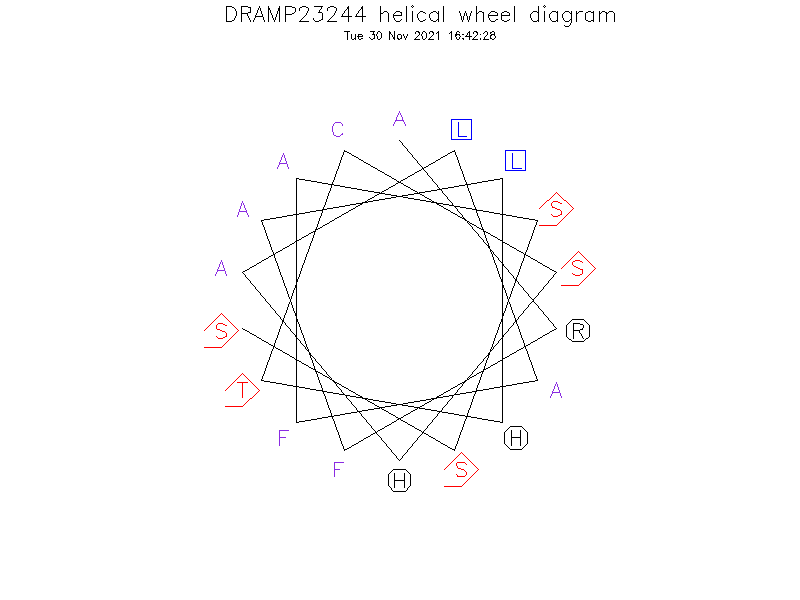 DRAMP23244 helical wheel diagram
Tue 30 Nov 2021 16:42:28
A
C L
A L
A S
A S
S R
T A
F H
F S
H